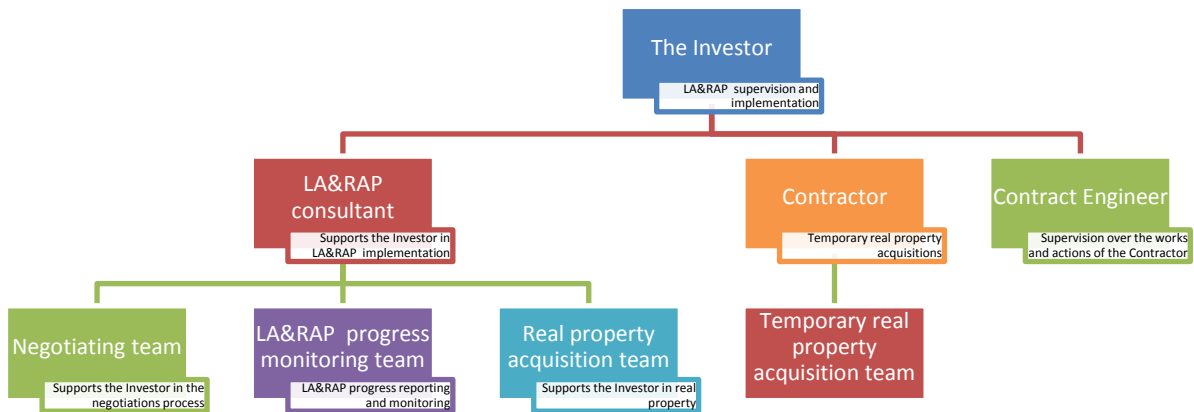 The Investor
LA&RAP supervision and
implementation
LA&RAP
consultant
Supports the Investor in
LA&RAP implementation
Contractor
Temporary real property
acquisitions
Contract Engineer
Supervision over the works
and actions of the Contractor
Negotiating team
Supports the Investor in the
negotiations process
LA&RAP progress
monitoring team
LA&RAP progress reporting
and monitoring
Real property
acquisition team
Supports the Investor in real
property
Temporary real
property
acquisition team